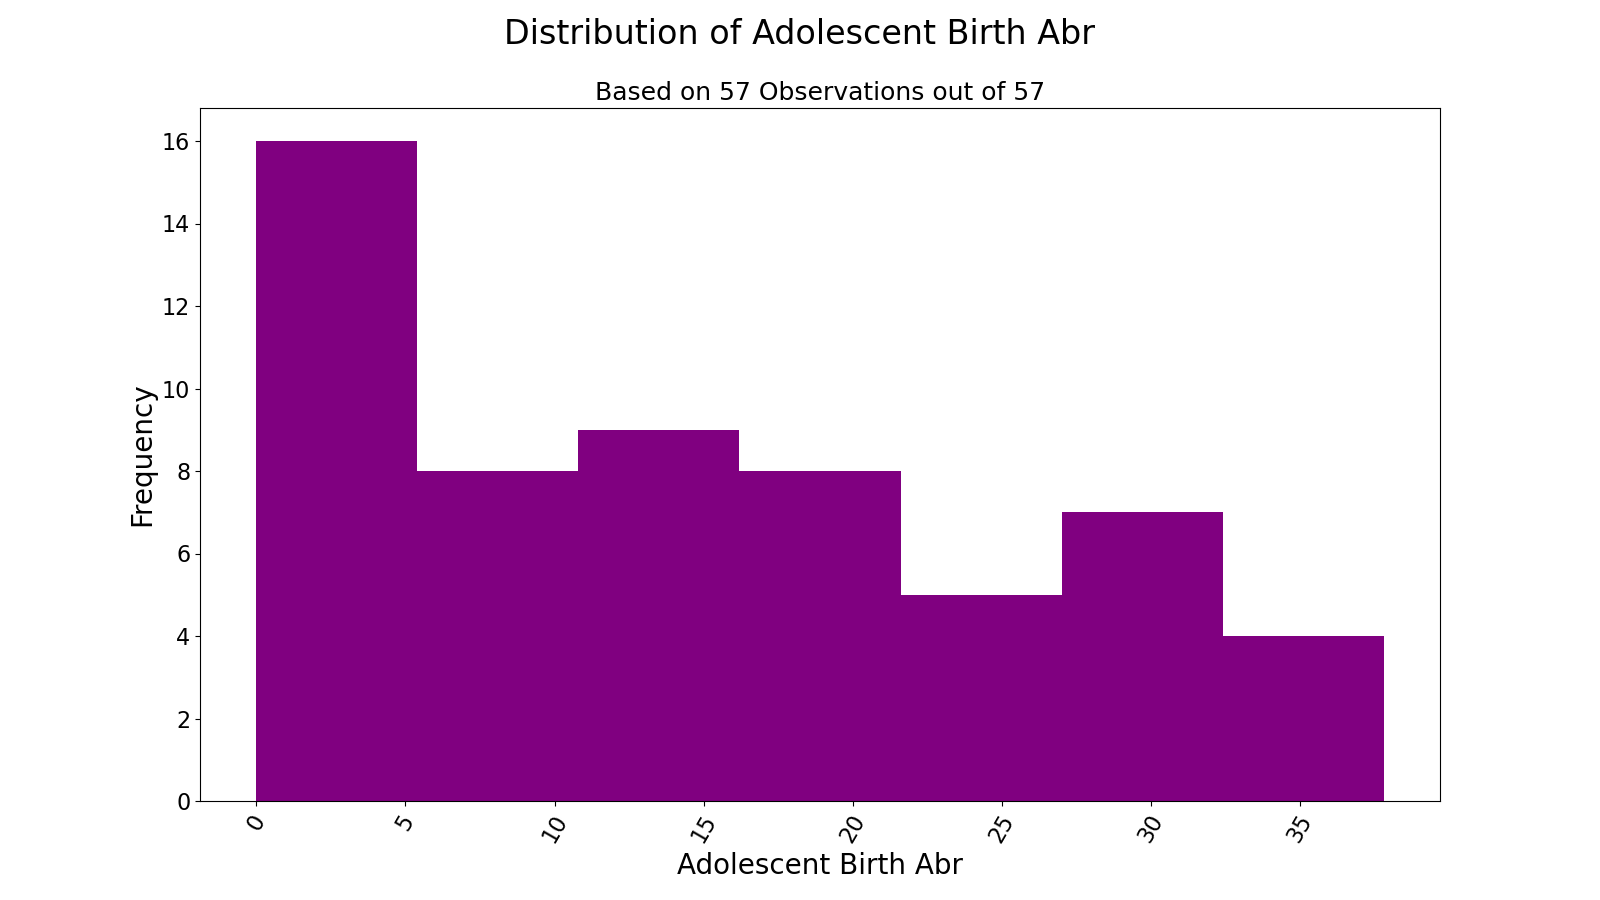 Distribution of Adolescent Birth Abr
Based on 57 Observations out of 57
Frequency
16
14
12
10
8
6
4
2
0
0 5 10 15 20 25 30 35
Adolescent Birth Abr